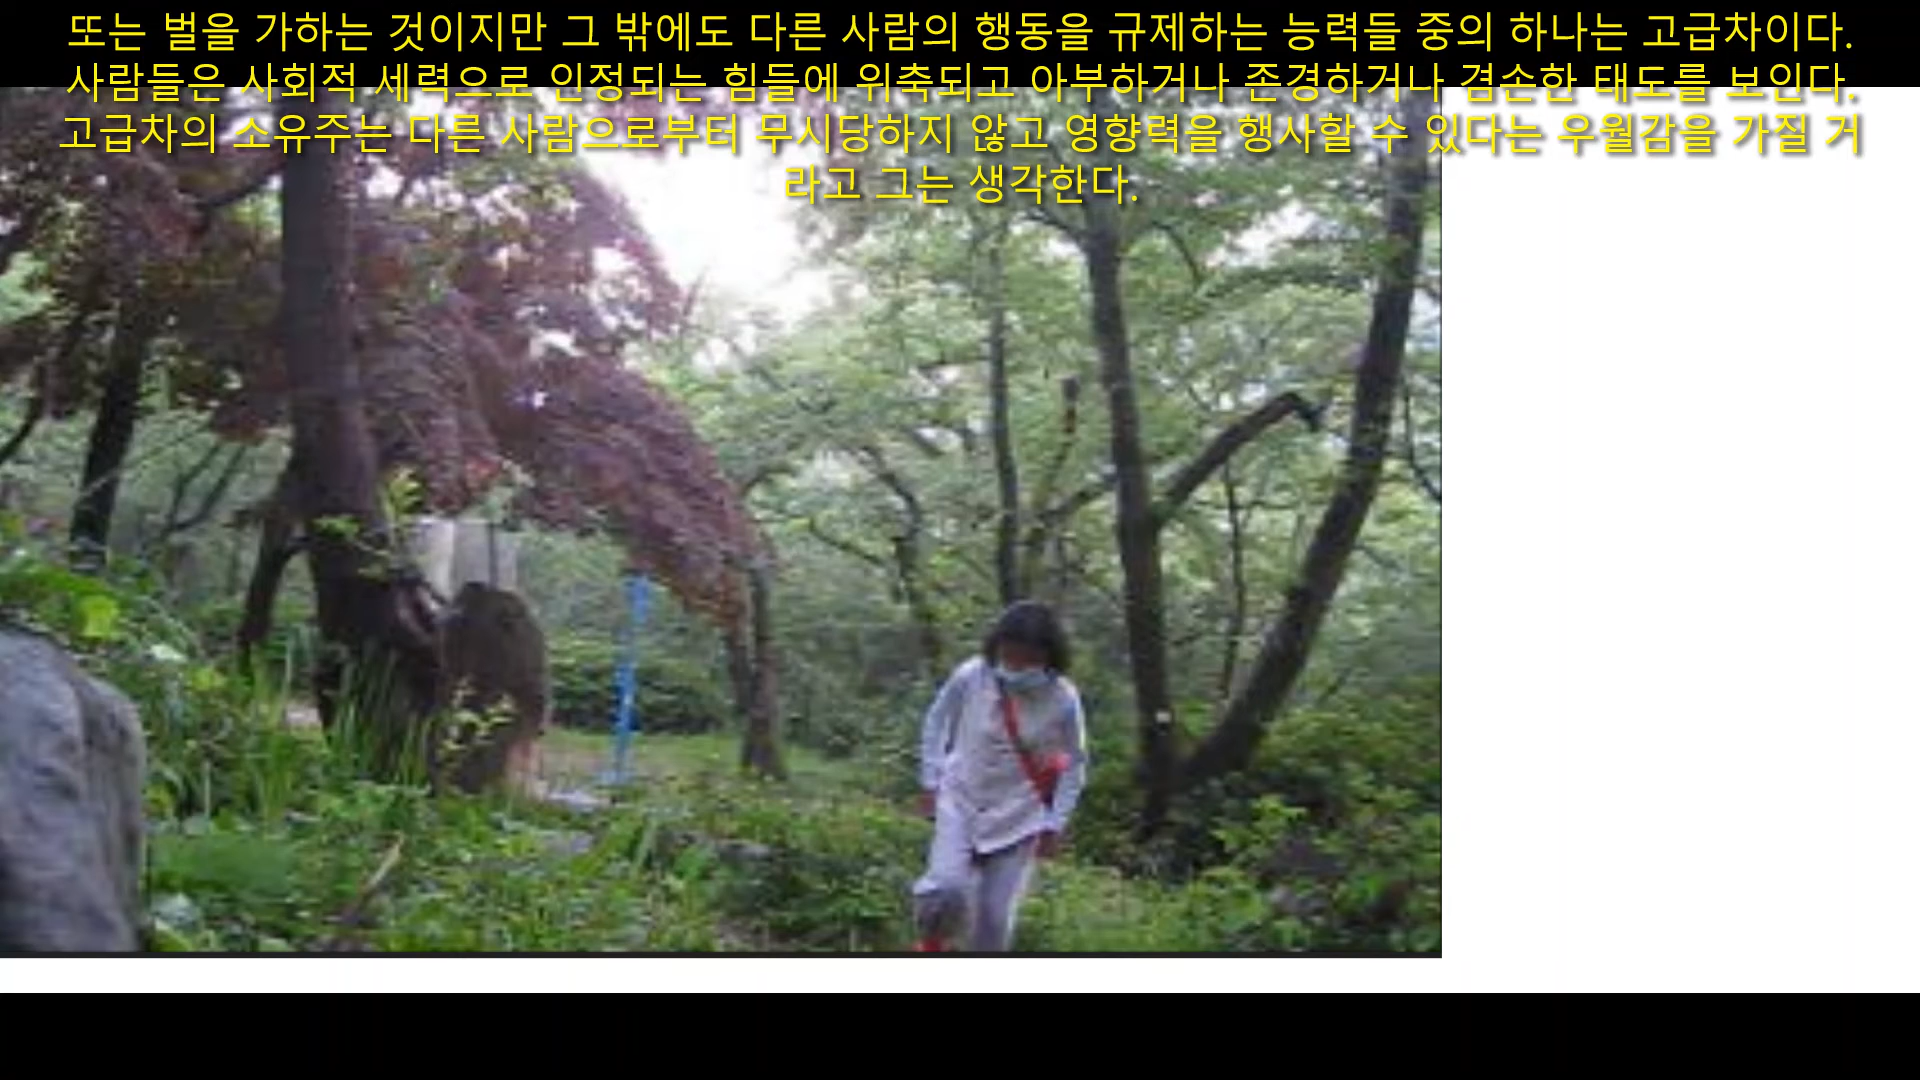 또는 벌을 가하는 것이지만 그 밖에도 다른 사람의 행동을 규제하는 능력들 중의 하나는 고급차이다.
사람들은 사회적 세력으로 인정되는 힘들에 위축되고 아부하거나 존경하거나 겸손한 태도를 보인다.
고급차의 소유주는 다른 사람으로부터 무시당하지 않고 영향력을 행사할 수 있다는 우월감을 가질 거
라고 그는 생각한다.